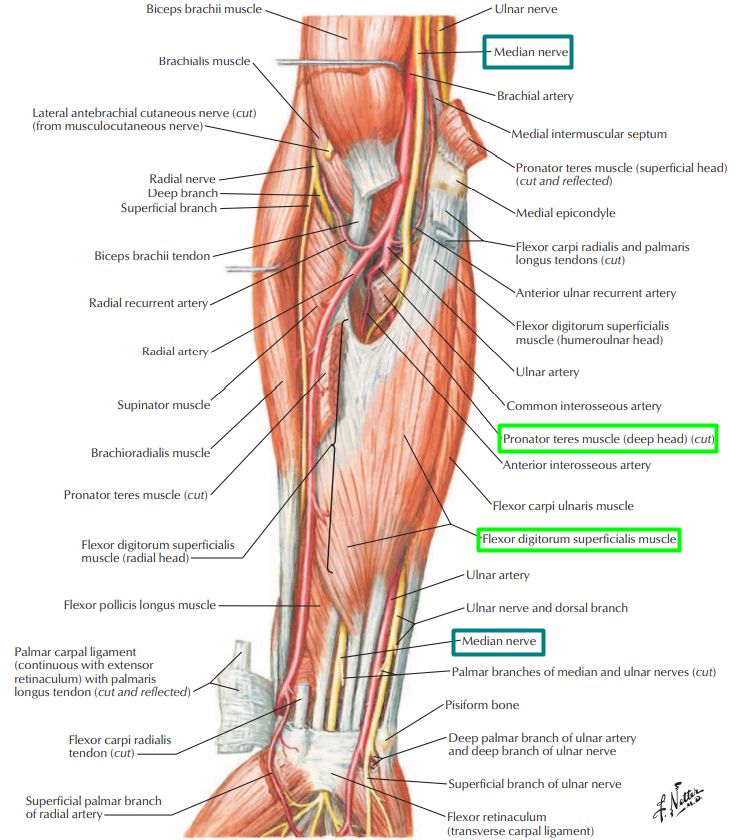 Biceps brachii muscle
Brachialis muscle
Lateral antebrachial cutaneous nerve (cut)
(from musculocutaneous nerve)
Radial nerve
Deep branch
Superficial branch
Biceps brachii tendon
Radial recurrent artery
Radial artery
Supinator muscle
Brachioradialis muscle
Pronator teres muscle (cut)
Flexor digitorum superficialis
muscle (radial head)
Flexor pollicis longus muscle
Palmar carpal ligament
(continuous with extensor
retinaculum) with palmaris
longus tendon (cut and reflected)
Flexor carpi radialis
tendon (cut)
Superficial palmar branch
of radial artery
Ulnar nerve
Median nerve
Brachial artery
Medial intermuscular septum
Pronator teres muscle (superficial head)
(cut and reflected)
Medial epicondyle
Flexor carpi radialis and palmaris
longus tendons (cut)
Anterior ulnar recurrent artery
Flexor digitorum superficialis
muscle (humeroulnar head)
Ulnar artery
Common interosseous artery
Pronator teres muscle (deep head) (cut)
Anterior interosseous artery
Flexor carpi ulnaris muscle
Flexor digitorum superficialis muscle
Ulnar artery
Ulnar nerve and dorsal branch
Median nerve
Palmar branches of median and ulnar nerves (cut)
Pisiform bone
Deep palmar branch of ulnar artery
and deep branch of ulnar nerve
Superficial branch of ulnar nerve
Flexor retinaculum
(transverse carpal ligament)
F. Netter
M.D.